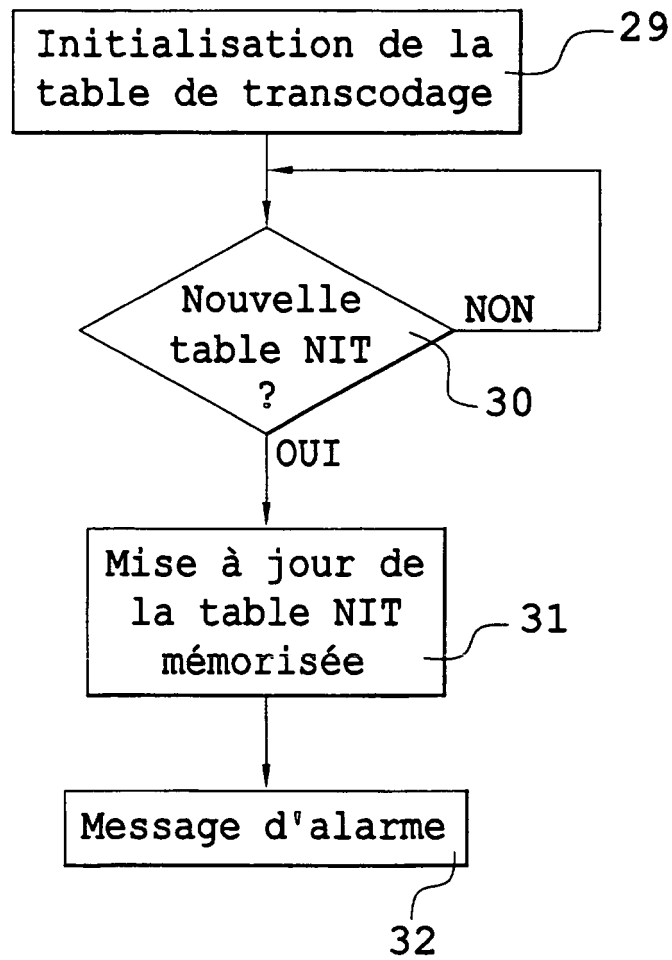 Initialisation de la
table de transcodage
29
Nouvelle
table NIT
?
NON
30
OUI
Mise à jour de
la table NIT
mémorisée
31
Message d'alarme
32